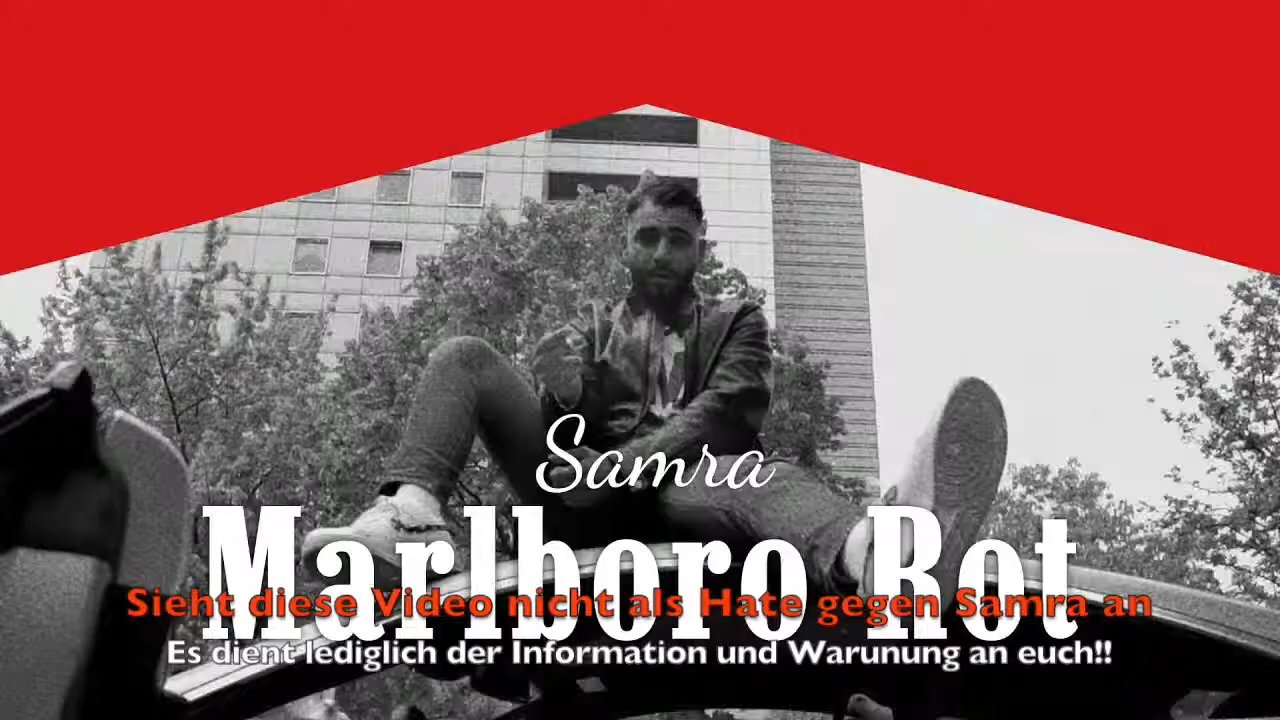 Samra
Marlboro Rot
Sieht diese Video nicht als Hate gegen Samra an
Es dient lediglich der Information und Warunung an euch!!